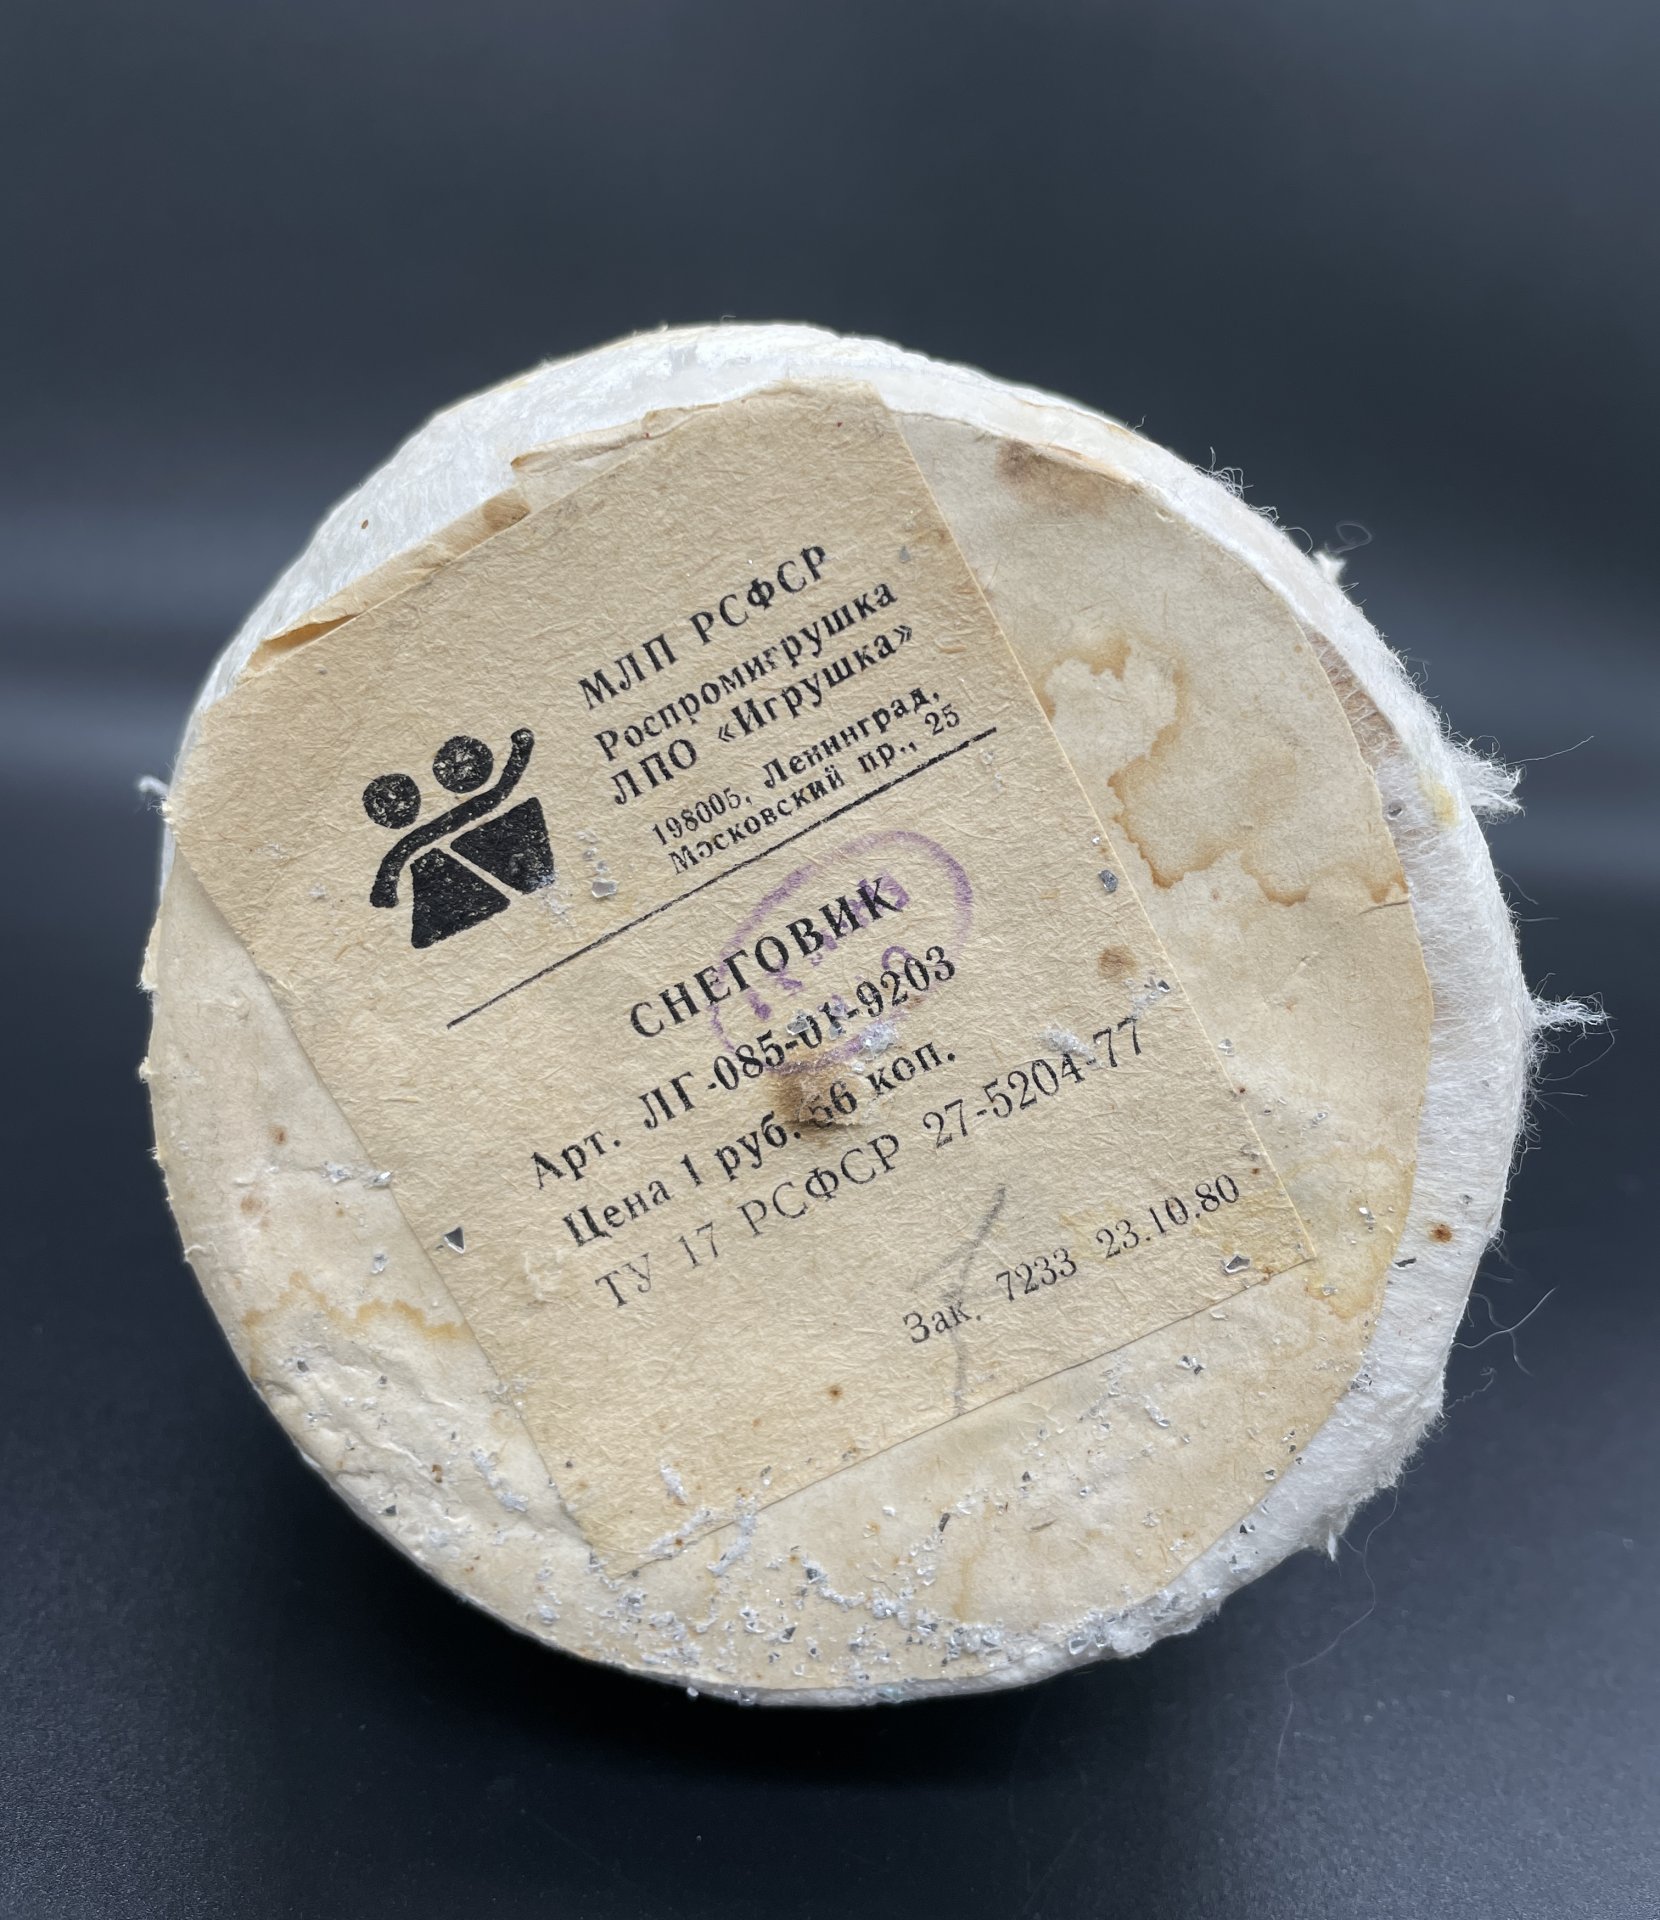 МЛП РСФСР
Роспромигрушка
ЛПО «Игрушка»
198005, Ленинград,
Московский пр., 25
СНЕГОВИК
Арт. ЛГ-085-01-9203
Цена 1 руб. 56 коп.
ТУ 17 РСФСР 27-5204-77
Зак. 7233 23.10.80